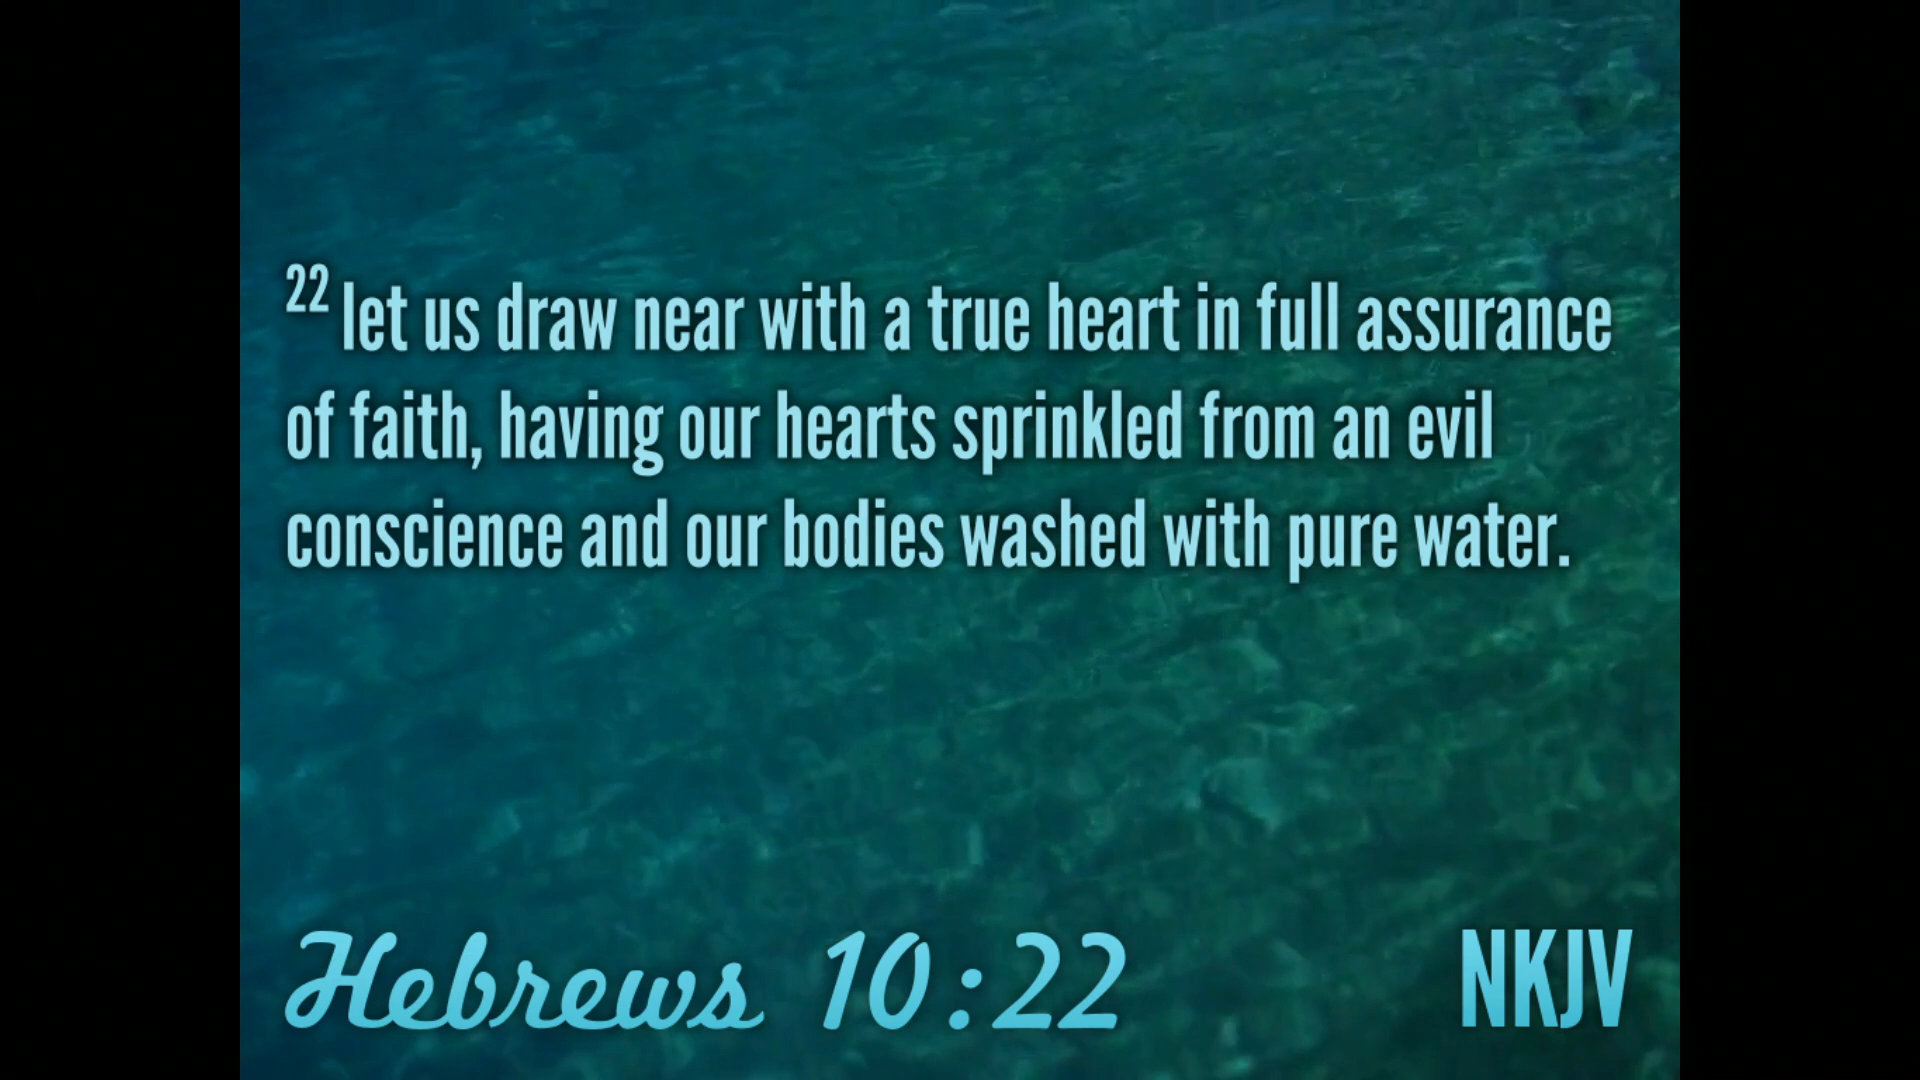 22 let us draw near with a true heart in full assurance
of faith, having our hearts sprinkled from an evil
conscience and our bodies washed with pure water.
Hebrews 10:22
NKJV